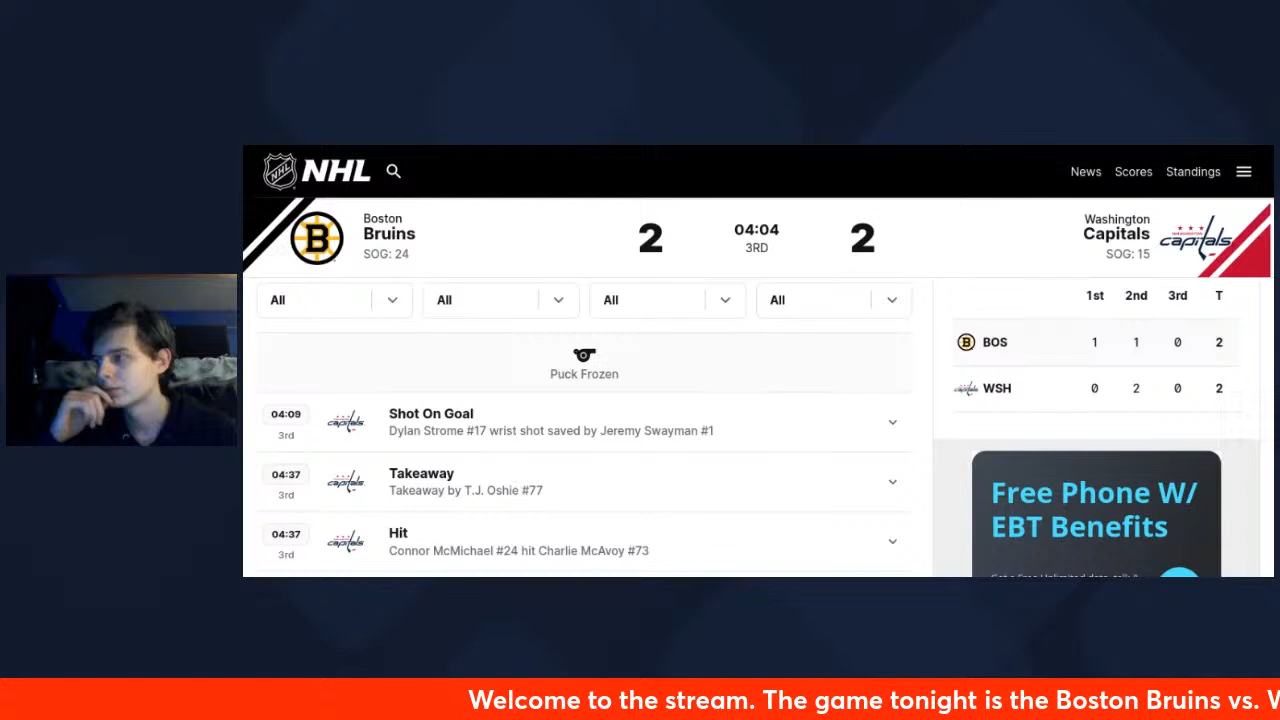 NHL
News Scores Standings
Boston
Bruins
SOG: 24
2
04:04
3RD
2
Washington
Capitals
SOG: 15
capitals
All All All All
Puck Frozen
04:09
3rd
Shot On Goal
Dylan Strome #17 wrist shot saved by Jeremy Swayman #1
04:37
3rd
Takeaway
Takeaway by T.J. Oshie #77
04:37
3rd
Hit
Connor McMichael #24 hit Charlie McAvoy #73
1st 2nd 3rd T
BOS 1 1 0 2
WSH 0 2 0 2
Free Phone W/
EBT Benefits
Welcome to the stream. The game tonight is the Boston Bruins vs. W